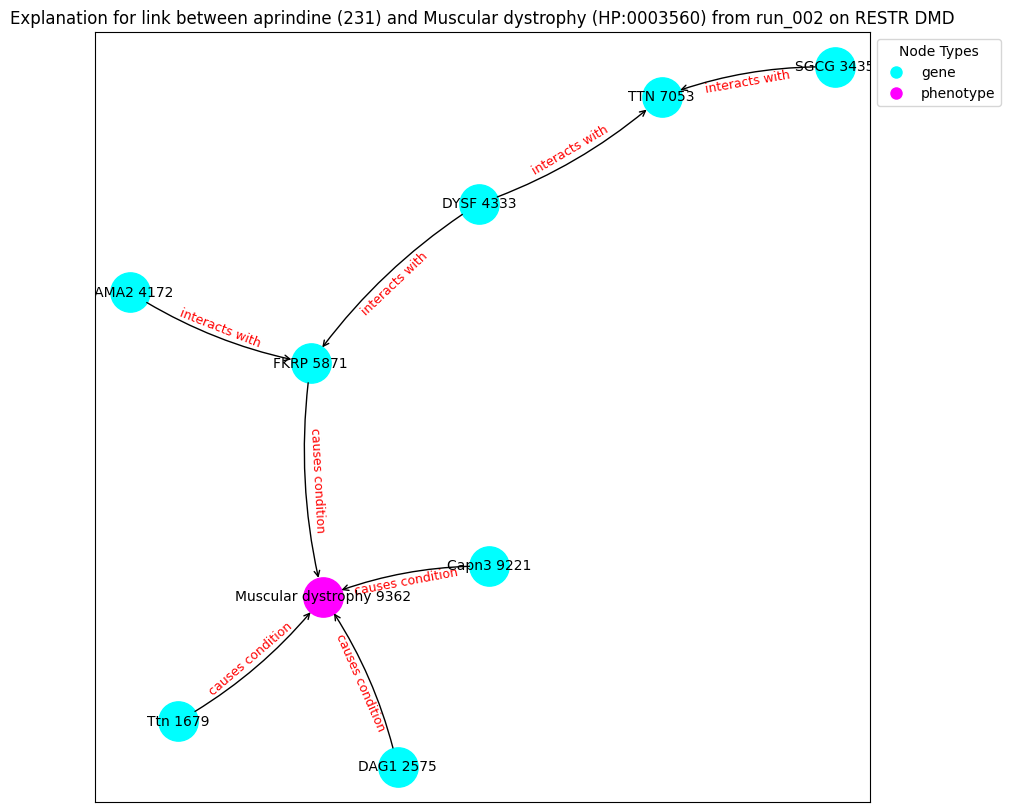 Explanation for link between aprindine (231) and Muscular dystrophy (HP:0003560) from run_002 on RESTR DMD
Node Types
gene
phenotype
SGCG 3435
interacts with
TTN 7053
interacts with
DYSF 4333
interacts with
AMA2 4172
interacts with
FKRP 5871
causes condition
Capn3 9221
causes condition
Muscular dystrophy 9362
causes condition
causes condition
Ttn 1679
DAG1 2575